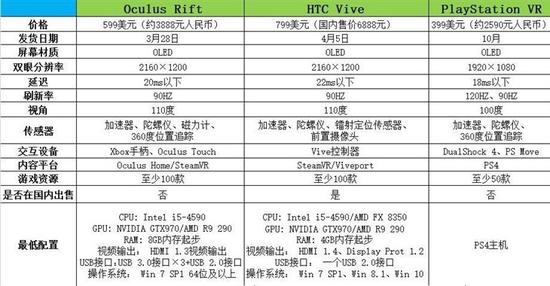 Oculus Rift HTC Vive PlayStation VR
价格 599美元（约3888元人民币） 799美元（国内售价6888元） 399美元（约2590元人民币）
发货日期 3月28日 4月5日 10月
屏幕材质 OLED OLED OLED
双眼分辨率 2160×1200 2160×1200 1920×1080
延迟 20ms以下 22ms以下 18ms以下
刷新率 90HZ 90HZ 120HZ、90HZ
视角 110度 110度 100度
传感器 加速器、陀螺仪、磁力计、 加速器、陀螺仪、镭射定位传感器、 加速器、陀螺仪、
360度位置追踪 前置摄像头 360度位置追踪
交互设备 Xbox手柄、Oculus Touch Vive控制器 DualShock 4、PS Move
内容平台 Oculus Home/SteamVR SteamVR/Viveport PS4
游戏资源 至少100款 至少100款 至少50款
是否在国内出售 否 是 否
最低配置 CPU: Intel i5-4590 CPU: Intel i5-4590/AMD FX 8350 PS4主机
GPU: NVIDIA GTX970/AMD R9 290 GPU: NVIDIA GTX970/AMD R9 290
RAM: 8GB内存起步 RAM: 4GB内存起步
视频输出: HDMI 1.3视频输出 视频输出: HDMI 1.4、Display Prot 1.2
USB接口: USB 3.0接口×3+USB 2.0接口 USB接口: 一个USB 2.0接口
操作系统: Win 7 SP1 64位及以上 操作系统: Win 7 SP1、Win 8.1、Win 10